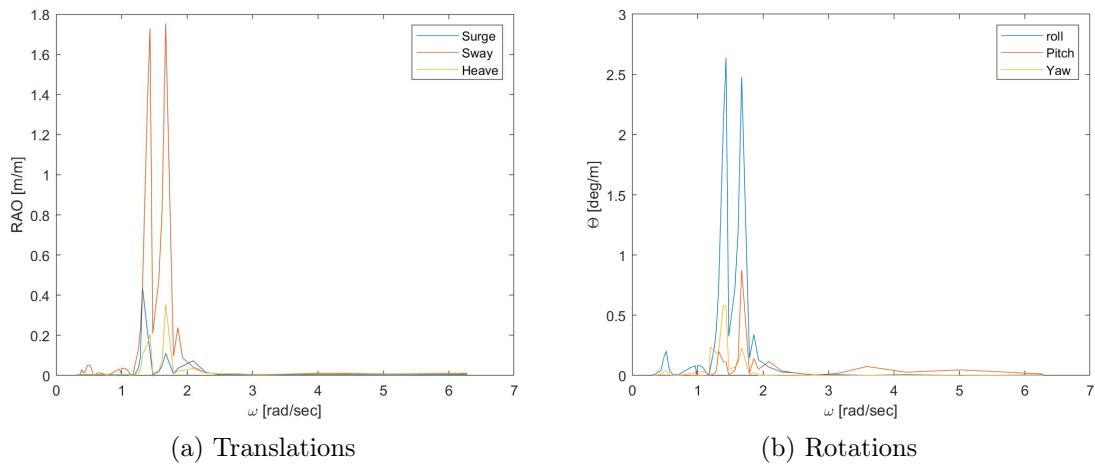 1.8
1.6
1.4
1.2
1
0.8
0.6
0.4
0.2
0
RAO [m/m]
Surge
Sway
Heave
0 1 2 3 4 5 6 7
ω [rad/sec]
(a) Translations
3
2.5
2
1.5
1
0.5
0
Θ [deg/m]
roll
Pitch
Yaw
0 1 2 3 4 5 6 7
ω [rad/sec]
(b) Rotations